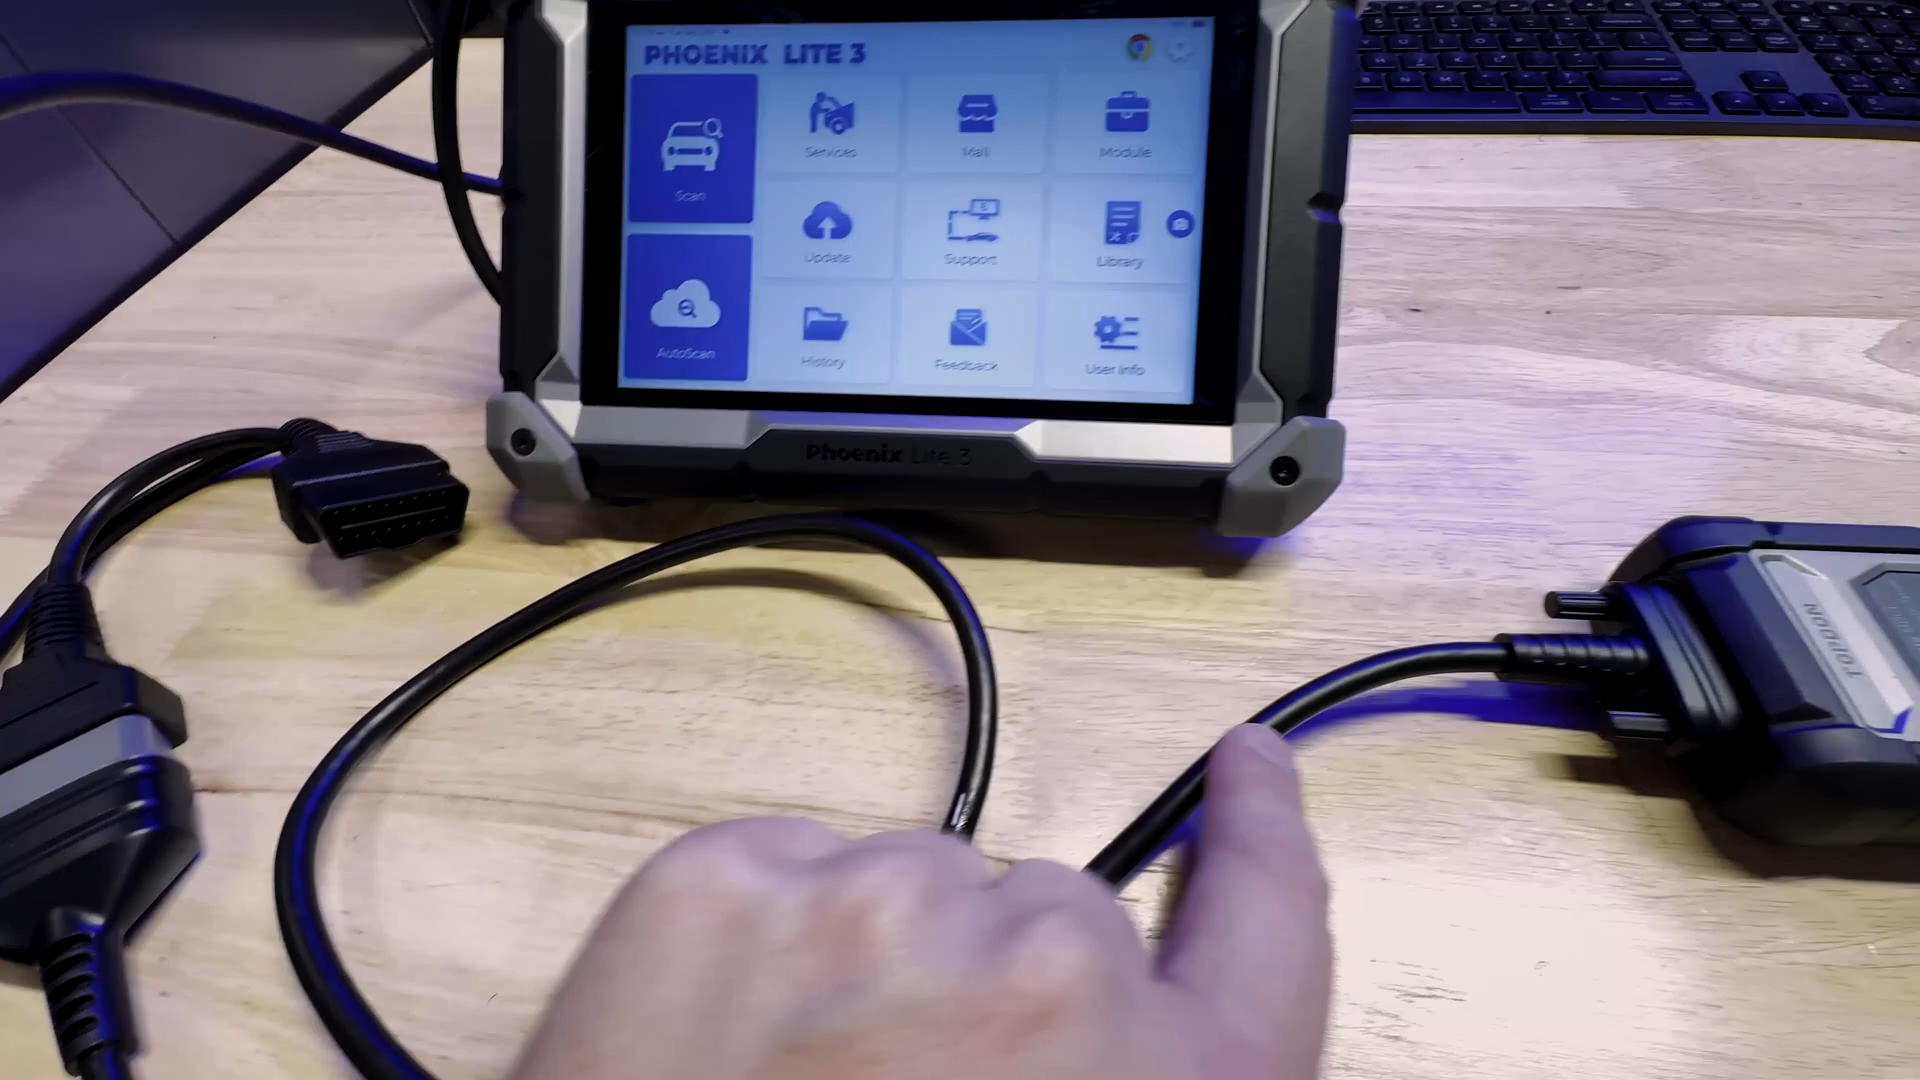 PHOENIX LITE 3
Scan
Services
Mall
Module
Update
Support
Library
AutoScan
History
Feedback
User Info
Phoenix Lite 3
TOPDON